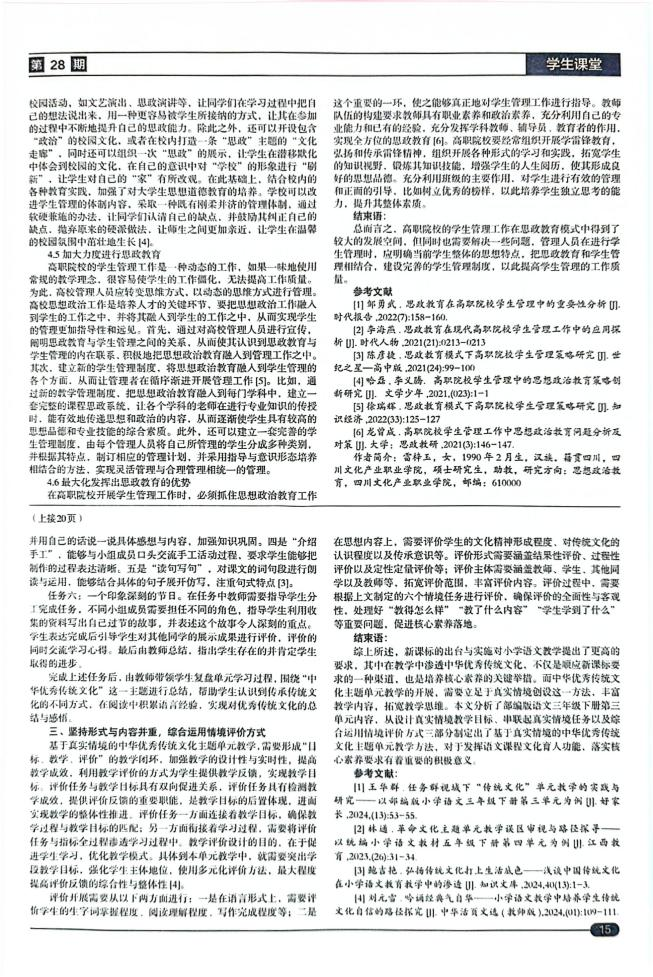 第 28 期
学生课堂
校园活动，如文艺演出、思政演讲等，让同学们在学习过程中把自
己的想法说出来，用一种更容易被学生所接纳的方式，让其在参加
的过程中不断地提升自己的思政能力。除此之外，还可以开设包含
“政治”的校园文化，或者在校内打造一条“思政”主题的“文化
走廊”，同时还可以组织一次“思政”的展示，让学生在潜移默化
中体会到校园的文化，在自己的意识中对“学校”的形象进行“刷
新”，让学生对自己的“家”有所改观。在此基础上，结合校内的
各种教育实践，加强了对大学生思想道德教育的培养。学校可以改
进学生管理的体制内容，采取一种既有刚柔并济的管理体制，通过
软硬兼施的办法，让同学们认清自己的缺点，并鼓励其纠正自己的
缺点，抛弃原来的硬派做法，让师生之间更加亲近，让学生在温馨
的校园氛围中茁壮地生长[4]。
4.5 加大力度进行思政教育
高职院校的学生管理工作是一种动态的工作，如果一味地使用
常规的教学理念，很容易使学生的工作僵化，无法提高工作质量。
为此，高校管理人员应转变思维方式，以动态的思维方式进行管理。
高校思想政治工作是培养人才的关键环节，要把思想政治工作融入
到学生的工作之中，并将其融入到学生的工作之中，从而实现学生
的管理更加指导性和远见。首先，通过对高校管理人员进行宣传，
阐明思政教育与学生管理之间的关系，从而使其认识到思政教育与
学生管理的内在联系，积极地把思想政治教育融入到管理工作之中。
其次，建立新的学生管理制度，将思想政治教育融入到学生管理的
各个方面，从而让管理者在循序渐进开展管理工作[5]。比如，通
过新的教学管理制度，把思想政治教育融入到每门学科中，建立一
套完整的课程思政系统，让各个学科的老师在进行专业知识的传授
时，能有效地传递思想和政治的内容，从而逐渐使学生具有较高的
思想品德和专业技能的综合素质。此外，还可以建立一套完善的学
生管理制度，由每个管理人员将自己所管理的学生分成多种类别，
并根据其特点，制订相应的管理计划，并采用指导与意识形态培养
相结合的方法，实现灵活管理与合理管理相统一的管理。
4.6 最大化发挥出思政教育的优势
在高职院校开展学生管理工作时，必须抓住思想政治教育工作
这个重要的一环，使之能够真正地对学生管理工作进行指导。教师
队伍的构建要求教师具有职业素养和政治素养，充分利用自己的专
业能力和已有的经验，充分发挥学科教师、辅导员、教育者的作用，
实现全方位的思政教育[6]。高职院校要经常组织开展学雷锋教育，
弘扬和传承雷锋精神，组织开展各种形式的学习和实践，拓宽学生
的知识视野，锻炼其知识技能，增强学生的人生阅历，使其形成良
好的思想品德。充分利用班级的主要作用，对学生进行有效的管理
和正面的引导，比如树立优秀的榜样，以此培养学生独立思考的能
力，提升其整体素质。
结束语：
总而言之，高职院校的学生管理工作在思政教育模式中得到了
较大的发展空间，但同时也需要解决一些问题，管理人员在进行学
生管理时，应明确当前学生整体的思想特点，把思政教育和学生管
理相结合，建设完善的学生管理制度，以此提高学生管理的工作质
量。
参考文献
[1] 邹勇武．思政教育在高职院校学生管理中的重要性分析 [J].
时代报告,2022(7):158-160.
[2] 李海燕．思政教育在现代高职院校学生管理工作中的应用探
析 [J]. 时代人物,2021(21):0213-0213
[3] 陈彦捷．思政教育模式下高职院校学生管理策略研究 [J]. 世
纪之星—高中版,2021(24):99-100
[4] 哈磊, 李义腾. 高职院校学生管理中的思想政治教育策略创
新研究 [J]. 文学少年,2021,(023):1-1
[5] 徐瑞辉．思政教育模式下高职院校学生管理策略研究 [J]. 知
识经济,2022(33):125-127
[6] 龙曾成．高职院校学生管理工作中思想政治教育问题分析及
对策 [J]. 大学：思政教研,2021(3):146-147.
作者简介：雷梓玉，女，1990 年 2 月生，汉族，籍贯四川，四
川文化产业职业学院，硕士研究生，助教，研究方向：思想政治教
育，四川文化产业职业学院，邮编：610000
（上接20页）
并用自己的话说一说具体感想与内容，加强知识巩固。四是“介绍
手工”，能够与小组成员口头交流手工活动过程，要求学生能够把
制作的过程表达清晰。五是“读句写句”，对课文的词句段进行朗
读与运用，能够结合具体的句子展开仿写，注重句式特点 [3]。
任务六：一个印象深刻的节日。在任务中教师需要指导学生分
工完成任务，不同小组成员需要担任不同的角色，指导学生利用收
集的资料写出自己过节的故事，并表述这个故事令人深刻的重点。
学生表达完成后引导学生对其他同学的展示成果进行评价，评价的
同时交流学习心得。最后由教师总结，指出学生存在的并肯定学生
取得的进步。
完成上述任务后，由教师带领学生复盘单元学习过程，围绕“中
华优秀传统文化”这一主题进行总结，帮助学生认识到传承传统文
化的不同方式，在阅读中积累语言经验，实现对优秀传统文化的总
结与感悟。
三、坚持形式与内容并重，综合运用情境评价方式
基于真实情境的中华优秀传统文化主题单元教学，需要形成“目
标、教学、评价”的教学闭环，加强教学的设计性与实时性，提高
教学成效，利用教学评价的方式为学生提供教学反馈，实现教学目
标。评价任务与教学目标具有双向促进关系，评价任务具有检测教
学成效，提供评价反馈的重要职能，是教学目标的后置体现，进而
实现教学的整体性推进。评价任务一方面连接着教学目标，确保教
学过程与教学目标的匹配；另一方面衔接着学习过程，需要将评价
任务与指标全过程渗透学习过程中。教学评价设计的目的，在于促
进学生学习，优化教学模式。具体到本单元教学中，就需要突出学
段教学目标，强化学生主体地位，使用多元化评价方法，最大程度
提高评价反馈的综合性与整体性 [4]。
评价开展需要从以下两方面进行：一是在语言形式上，需要评
价学生的生字词掌握程度、阅读理解程度、写作完成程度等；二是
在思想内容上，需要评价学生的文化精神形成程度、对传统文化的
认识程度以及传承意识等。评价形式需要涵盖结果性评价、过程性
评价以及定性定量评价等；评价主体需要涵盖教师、学生、其他同
学以及教师等，拓宽评价范围，丰富评价内容。评价过程中，需要
根据上文制定的六个情境任务进行评价，确保评价的全面性与客观
性，处理好“教得怎么样”“教了什么内容”“学生学到了什么”
等重要问题，促进核心素养落地。
结束语：
综上所述，新课标的出台与实施对小学语文教学提出了更高的
要求，其中在教学中渗透中华优秀传统文化，不仅是顺应新课标要
求的一种渠道，也是培养核心素养的关键举措。而中华优秀传统文
化主题单元教学的开展，需要立足于真实情境创设这一方法，丰富
教学内容，拓宽教学思维。本文分析了部编版语文三年级下册第三
单元内容，从设计真实情境教学目标、串联起真实情境任务以及综
合运用情境评价方式三部分制定出了基于真实情境的中华优秀传统
文化主题单元教学方法，对于发挥语文课程文化育人功能、落实核
心素养要求有着重要的积极意义。
参考文献：
[1] 王华群．任务群视域下“传统文化”单元教学的实践与
研究——以部编版小学语文三年级下册第三单元为例 [J]. 好家
长,2024,(13):53-55.
[2] 林通．革命文化主题单元教学误区审视与路径探寻——
以统编小学语文教材五年级下册第四单元为例 [J]. 江西教
育,2023,(26):31-34.
[3] 鲍吉艳．弘扬传统文化打上生活底色——浅谈中国传统文化
在小学语文教育教学中的渗透 [J]. 知识文库,2024,40(13):1-3.
[4] 刘元雪．吟诵经典气自华——小学语文教学中培养学生传统
文化自信的路径探究 [J]. 中华活页文选（教师版）,2024,(01):109-111.
15